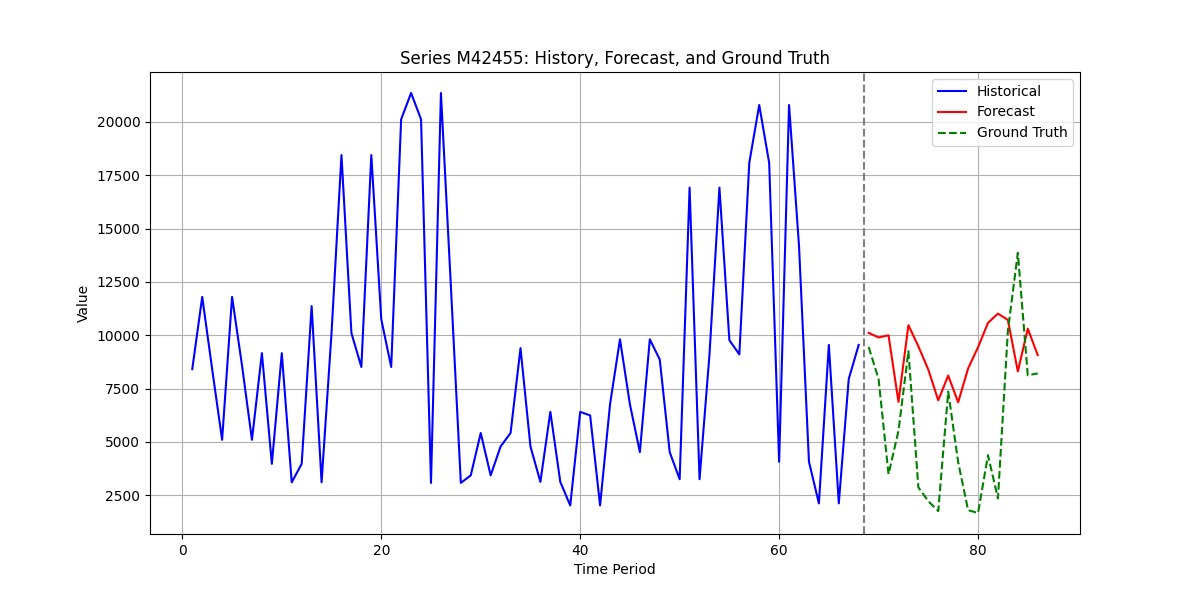 Series M42455: History, Forecast, and Ground Truth
Historical
Forecast
Ground Truth
20000
17500
15000
12500
10000
7500
5000
2500
Value
0 20 40 60 80
Time Period